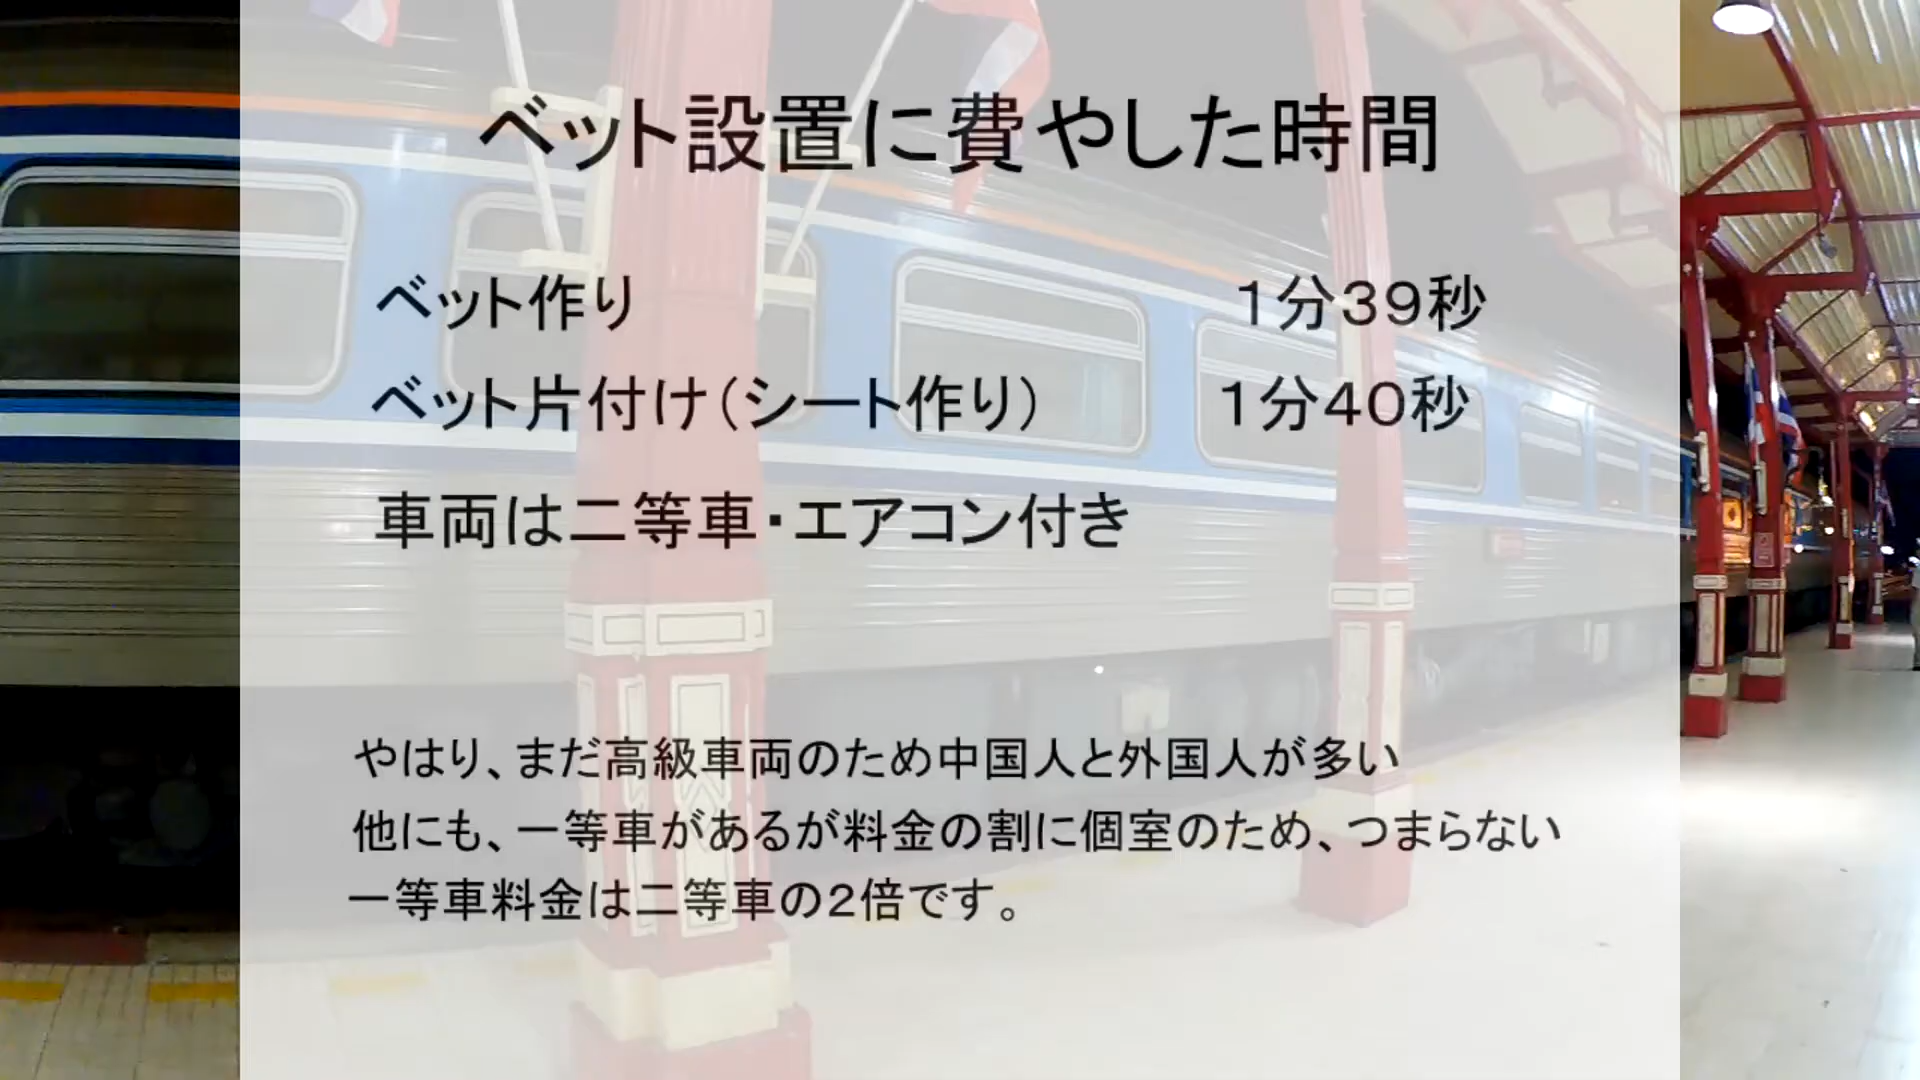 ベット設置に費やした時間
ベット作り 1分39秒
ベット片付け(シート作り) 1分40秒
車両は二等車・エアコン付き
やはり、まだ高級車両のため中国人と外国人が多い
他にも、一等車があるが料金の割に個室のため、つまらない
一等車料金は二等車の2倍です。